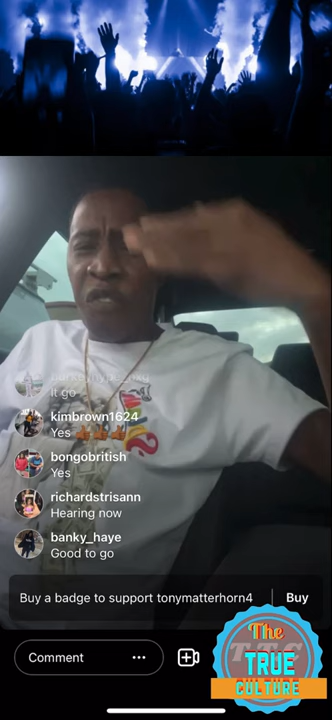 It go
kimbrown1624
Yes 👍🏾👍🏾👍🏾
bongobritish
Yes
richardstrisann
Hearing now
banky_haye
Good to go
Buy a badge to support tonymatterhorn4
Buy
Comment
The
T.T.C
TRUE
CULTURE